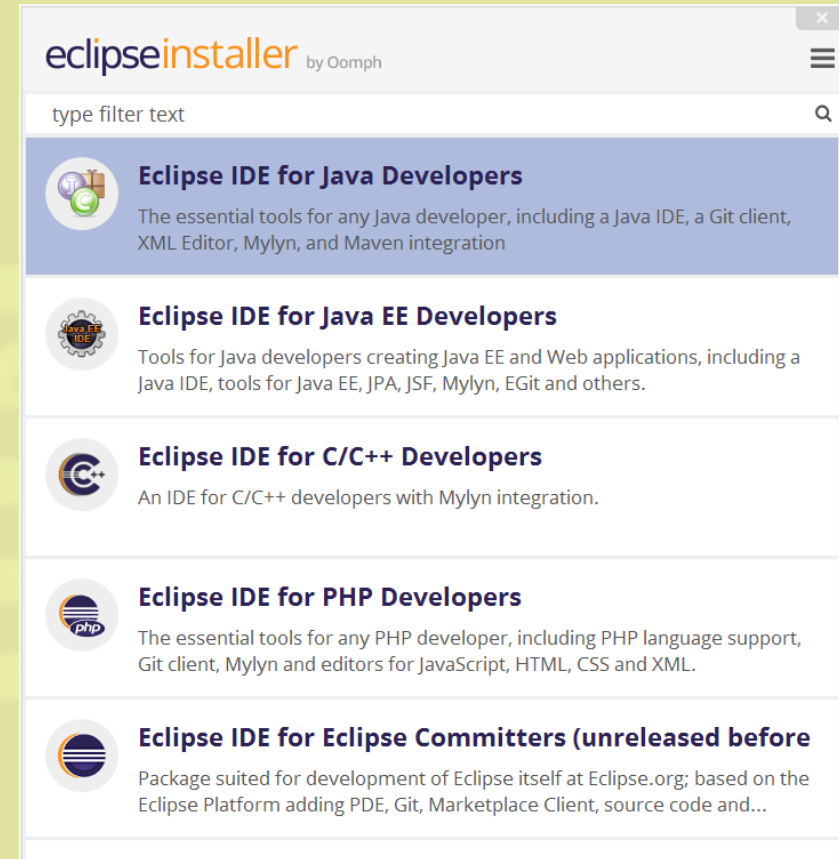 eclipseinstaller by Oomph
type filter text
Eclipse IDE for Java Developers
The essential tools for any Java developer, including a Java IDE, a Git client,
XML Editor, Mylyn, and Maven integration
Java EE
IDE
Eclipse IDE for Java EE Developers
Tools for Java developers creating Java EE and Web applications, including a
Java IDE, tools for Java EE, JPA, JSF, Mylyn, EGit and others.
C++
Eclipse IDE for C/C++ Developers
An IDE for C/C++ developers with Mylyn integration.
php
Eclipse IDE for PHP Developers
The essential tools for any PHP developer, including PHP language support,
Git client, Mylyn and editors for JavaScript, HTML, CSS and XML.
Eclipse IDE for Eclipse Committers (unreleased before
Package suited for development of Eclipse itself at Eclipse.org; based on the
Eclipse Platform adding PDE, Git, Marketplace Client, source code and...